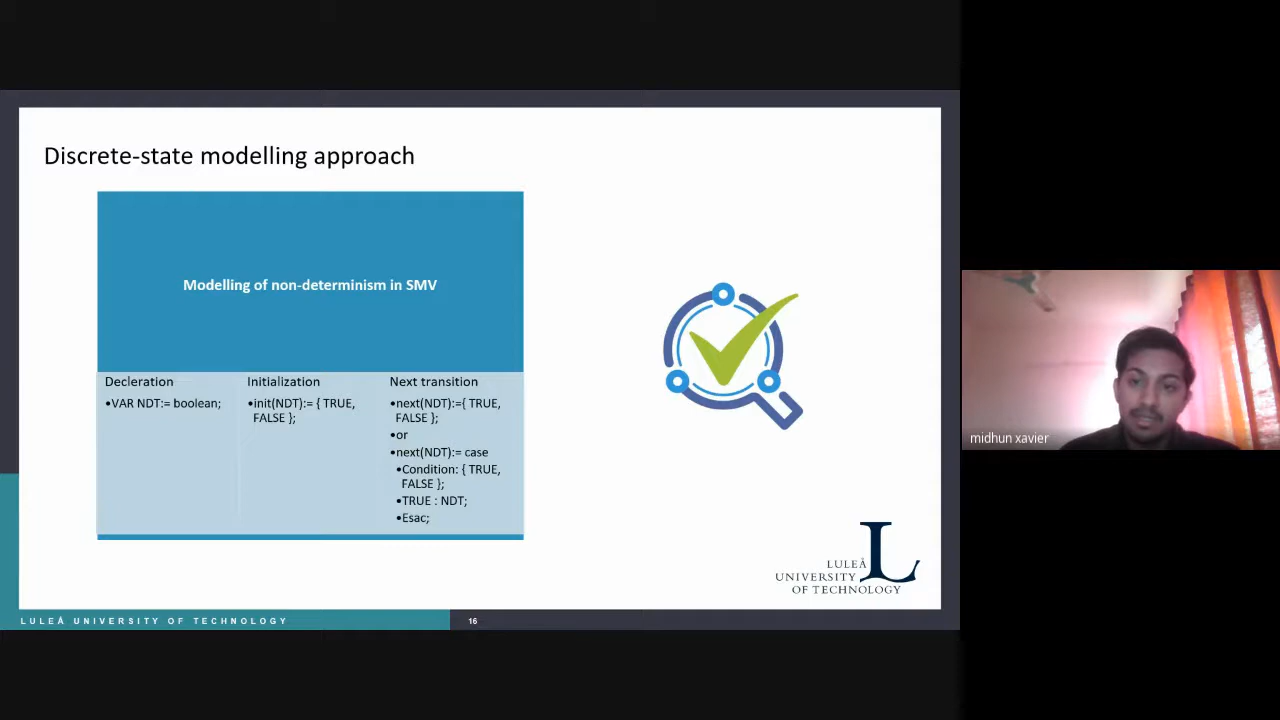 Discrete-state modelling approach
Modelling of non-determinism in SMV
Decleration
•VAR NDT:= boolean;
Initialization
•init(NDT):= { TRUE,
FALSE };
Next transition
•next(NDT):={ TRUE,
FALSE };
•or
•next(NDT):= case
•Condition: { TRUE,
FALSE };
•TRUE : NDT;
•Esac;
LULEÅ
UNIVERSITY
OF TECHNOLOGY
L
LULEÅ UNIVERSITY OF TECHNOLOGY
16
midhun xavier